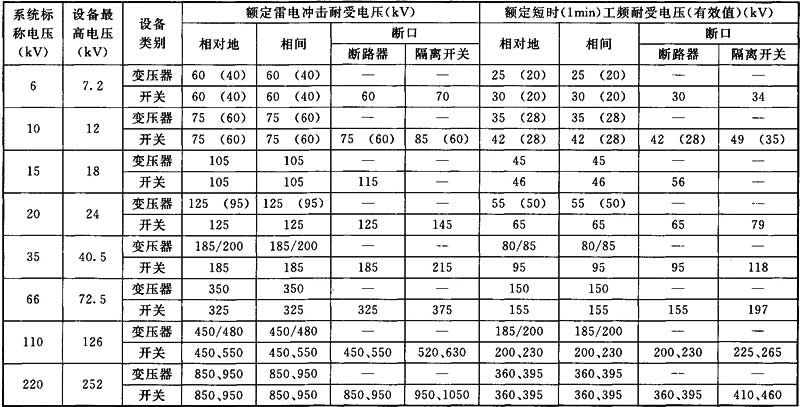 系统标称电压(kV) 设备最高电压(kV) 设备类别 额定雷电冲击耐受电压(kV) 额定短时(1min)工频耐受电压(有效值)(kV)
相对地 相间 断口 相对地 相间 断口
断路器 隔离开关 断路器 隔离开关
6 7.2 变压器 60 (40) 60 (40) — — 25 (20) 25 (20) — —
开关 60 (40) 60 (40) 60 70 30 (20) 30 (20) 30 34
10 12 变压器 75 (60) 75 (60) — — 35 (28) 35 (28) — —
开关 75 (60) 75 (60) 75 (60) 85 (60) 42 (28) 42 (28) 42 (28) 49 (35)
15 18 变压器 105 105 — — 45 45 — —
开关 105 105 115 — 46 46 56 —
20 24 变压器 125 (95) 125 (95) — — 55 (50) 55 (50) — —
开关 125 125 125 145 65 65 65 79
35 40.5 变压器 185/200 185/200 — — 80/85 80/85 — —
开关 185 185 185 215 95 95 95 118
66 72.5 变压器 350 350 — — 150 150 — —
开关 325 325 325 375 155 155 155 197
110 126 变压器 450/480 450/480 — — 185/200 185/200 — —
开关 450、550 450、550 450、550 520、630 200、230 200、230 200、230 225、265
220 252 变压器 850、950 850、950 — — 360、395 360、395 — —
开关 850、950 850、950 850、950 950、1050 360、395 360、395 360、395 410、460